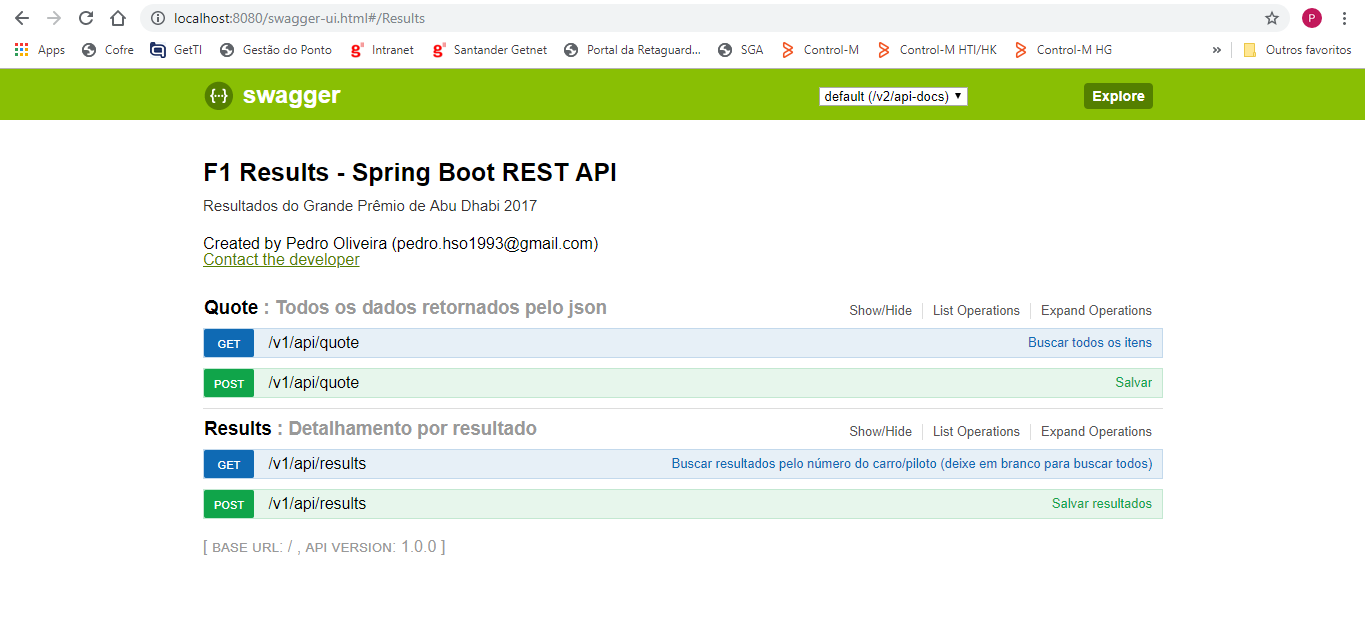 localhost:8080/swagger-ui.html#/Results
P
Apps Cofre GetTI Gestão do Ponto Intranet Santander Getnet Portal da Retaguard... SGA Control-M Control-M HTI/HK Control-M HG » Outros favoritos
{···} swagger default (/v2/api-docs) Explore
F1 Results - Spring Boot REST API
Resultados do Grande Prêmio de Abu Dhabi 2017
Created by Pedro Oliveira (pedro.hso1993@gmail.com)
Contact the developer
Quote : Todos os dados retornados pelo json Show/Hide List Operations Expand Operations
GET /v1/api/quote Buscar todos os itens
POST /v1/api/quote Salvar
Results : Detalhamento por resultado Show/Hide List Operations Expand Operations
GET /v1/api/results Buscar resultados pelo número do carro/piloto (deixe em branco para buscar todos)
POST /v1/api/results Salvar resultados
[ BASE URL: / , API VERSION: 1.0.0 ]